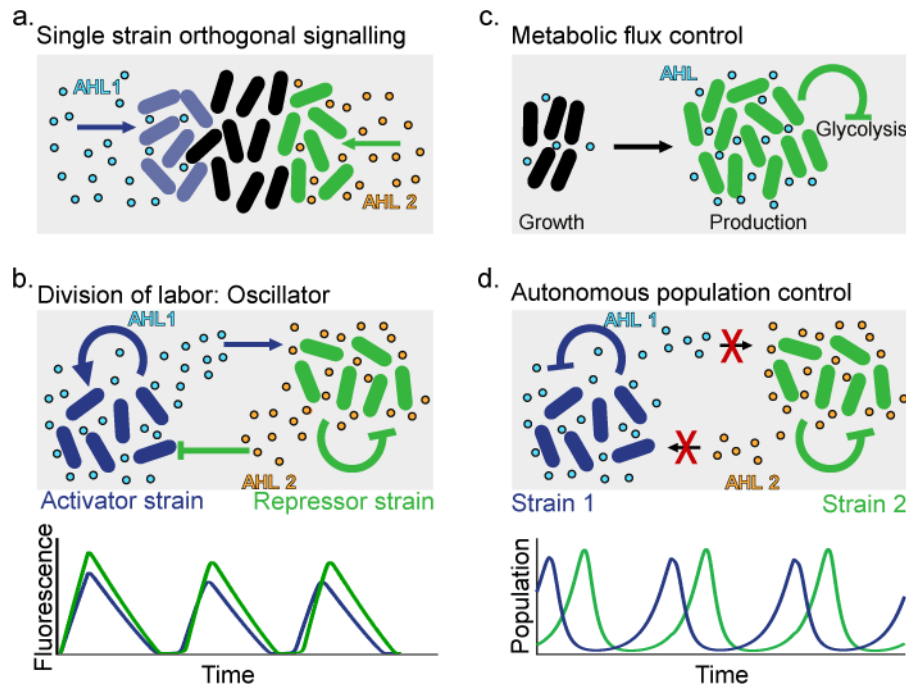 a.
Single strain orthogonal signalling
AHL1
AHL 2
b.
Division of labor: Oscillator
AHL1
AHL 2
Activator strain
Repressor strain
Fluorescence
Time
c.
Metabolic flux control
AHL
Glycolysis
Growth
Production
d.
Autonomous population control
AHL 1
AHL 2
Strain 1
Strain 2
Population
Time